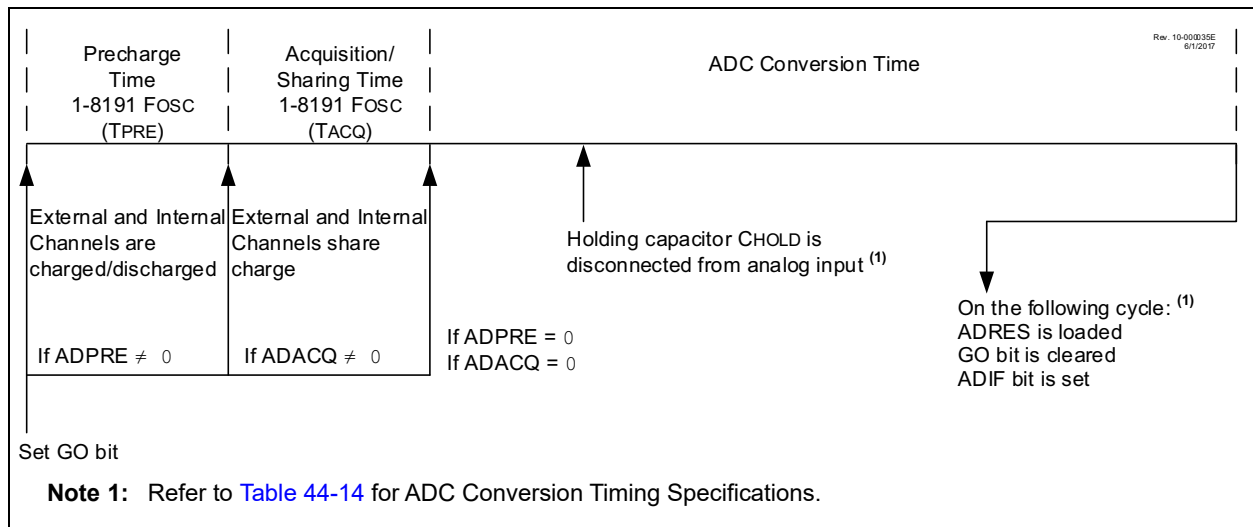 Rev. 10-000035E
6/1/2017
Precharge
Time
1-8191 FOSC
(TPRE)
Acquisition/
Sharing Time
1-8191 FOSC
(TACQ)
ADC Conversion Time
External and Internal
Channels are
charged/discharged
External and Internal
Channels share
charge
Holding capacitor CHOLD is
disconnected from analog input (1)
On the following cycle: (1)
ADRES is loaded
GO bit is cleared
ADIF bit is set
If ADPRE ≠ 0
If ADACQ ≠ 0
If ADPRE = 0
If ADACQ = 0
Set GO bit
Note 1: Refer to Table 44-14 for ADC Conversion Timing Specifications.